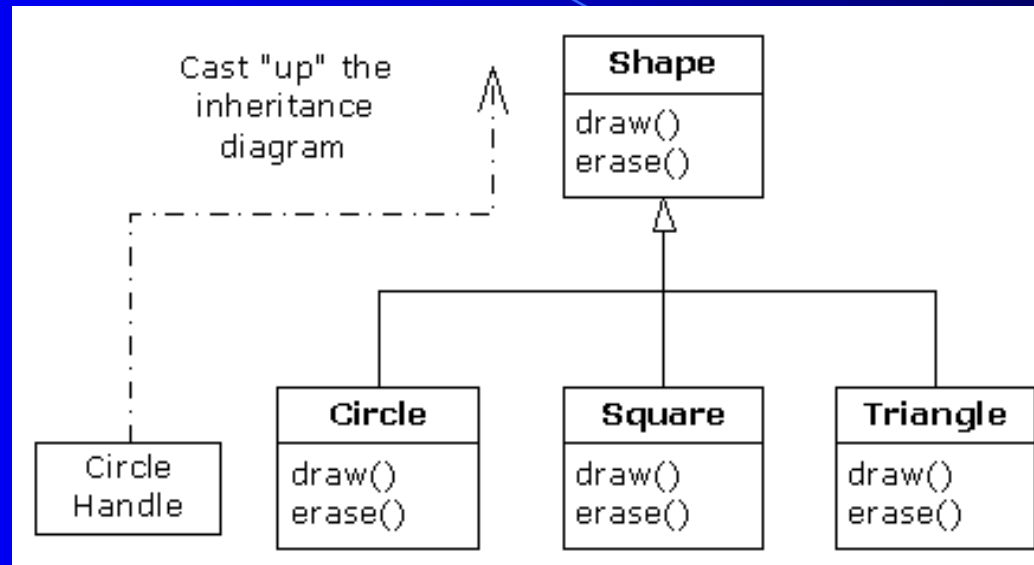 Cast "up" the
inheritance
diagram
Shape
draw()
erase()
Circle
Handle
Circle
draw()
erase()
Square
draw()
erase()
Triangle
draw()
erase()